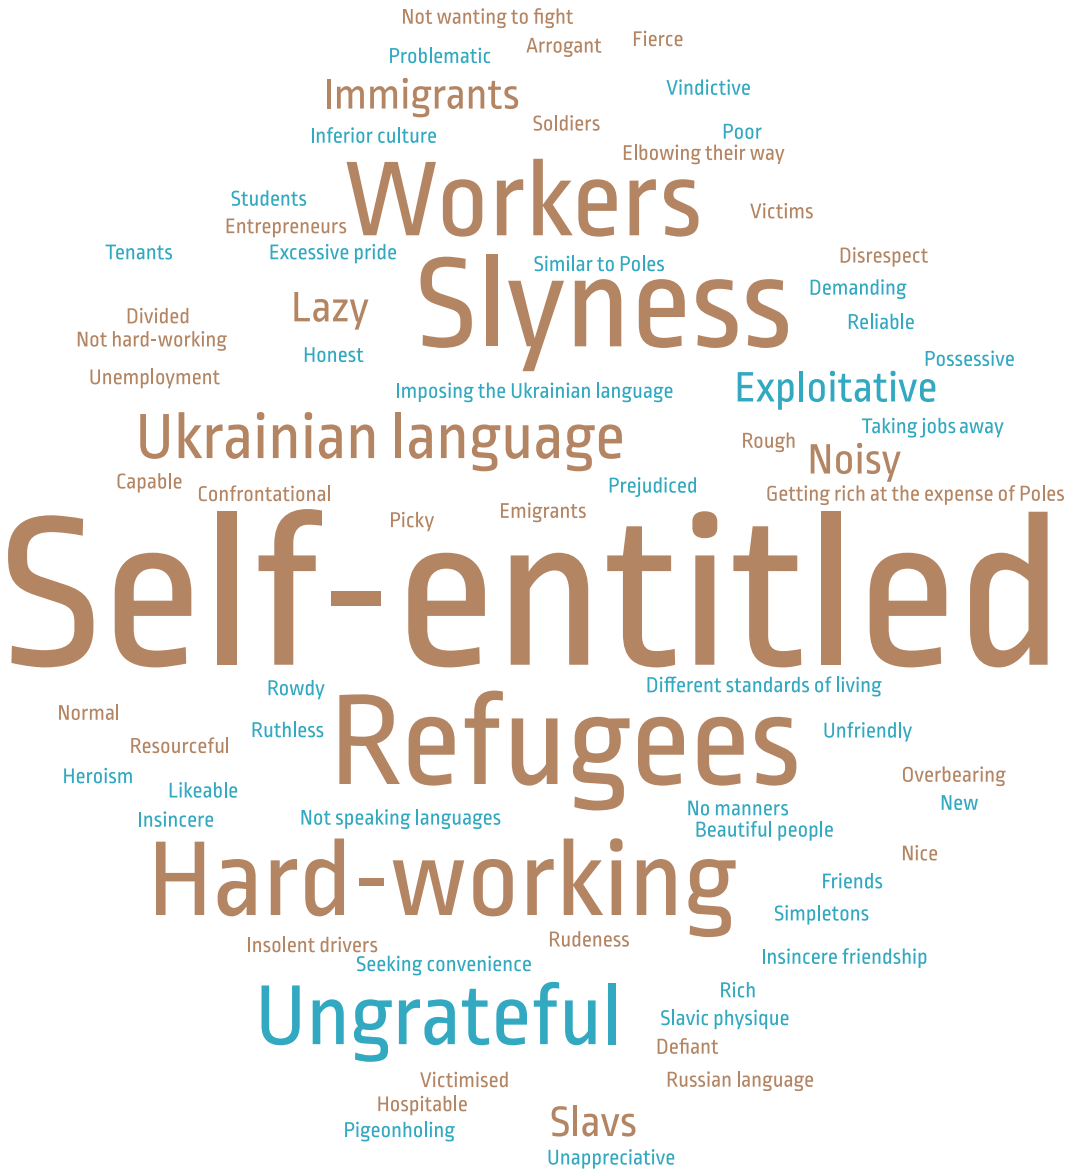 Not wanting to fight
Arrogant
Fierce
Problematic
Immigrants
Vindictive
Soldiers
Poor
Inferior culture
Elbowing their way
Workers
Students
Victims
Entrepreneurs
Tenants
Excessive pride
Similar to Poles
Disrespect
Slyness
Demanding
Lazy
Divided
Reliable
Not hard-working
Honest
Possessive
Unemployment
Imposing the Ukrainian language
Exploitative
Taking jobs away
Ukrainian language
Rough
Noisy
Capable
Confrontational
Prejudiced
Getting rich at the expense of Poles
Picky
Emigrants
Self-entitled
Rowdy
Different standards of living
Normal
Refugees
Ruthless
Unfriendly
Resourceful
Heroism
Overbearing
Likeable
New
Insincere
Not speaking languages
No manners
Beautiful people
Nice
Hard-working
Friends
Simpletons
Insolent drivers
Rudeness
Seeking convenience
Insincere friendship
Rich
Ungrateful
Slavic physique
Defiant
Victimised
Russian language
Hospitable
Slavs
Pigeonholing
Unappreciative